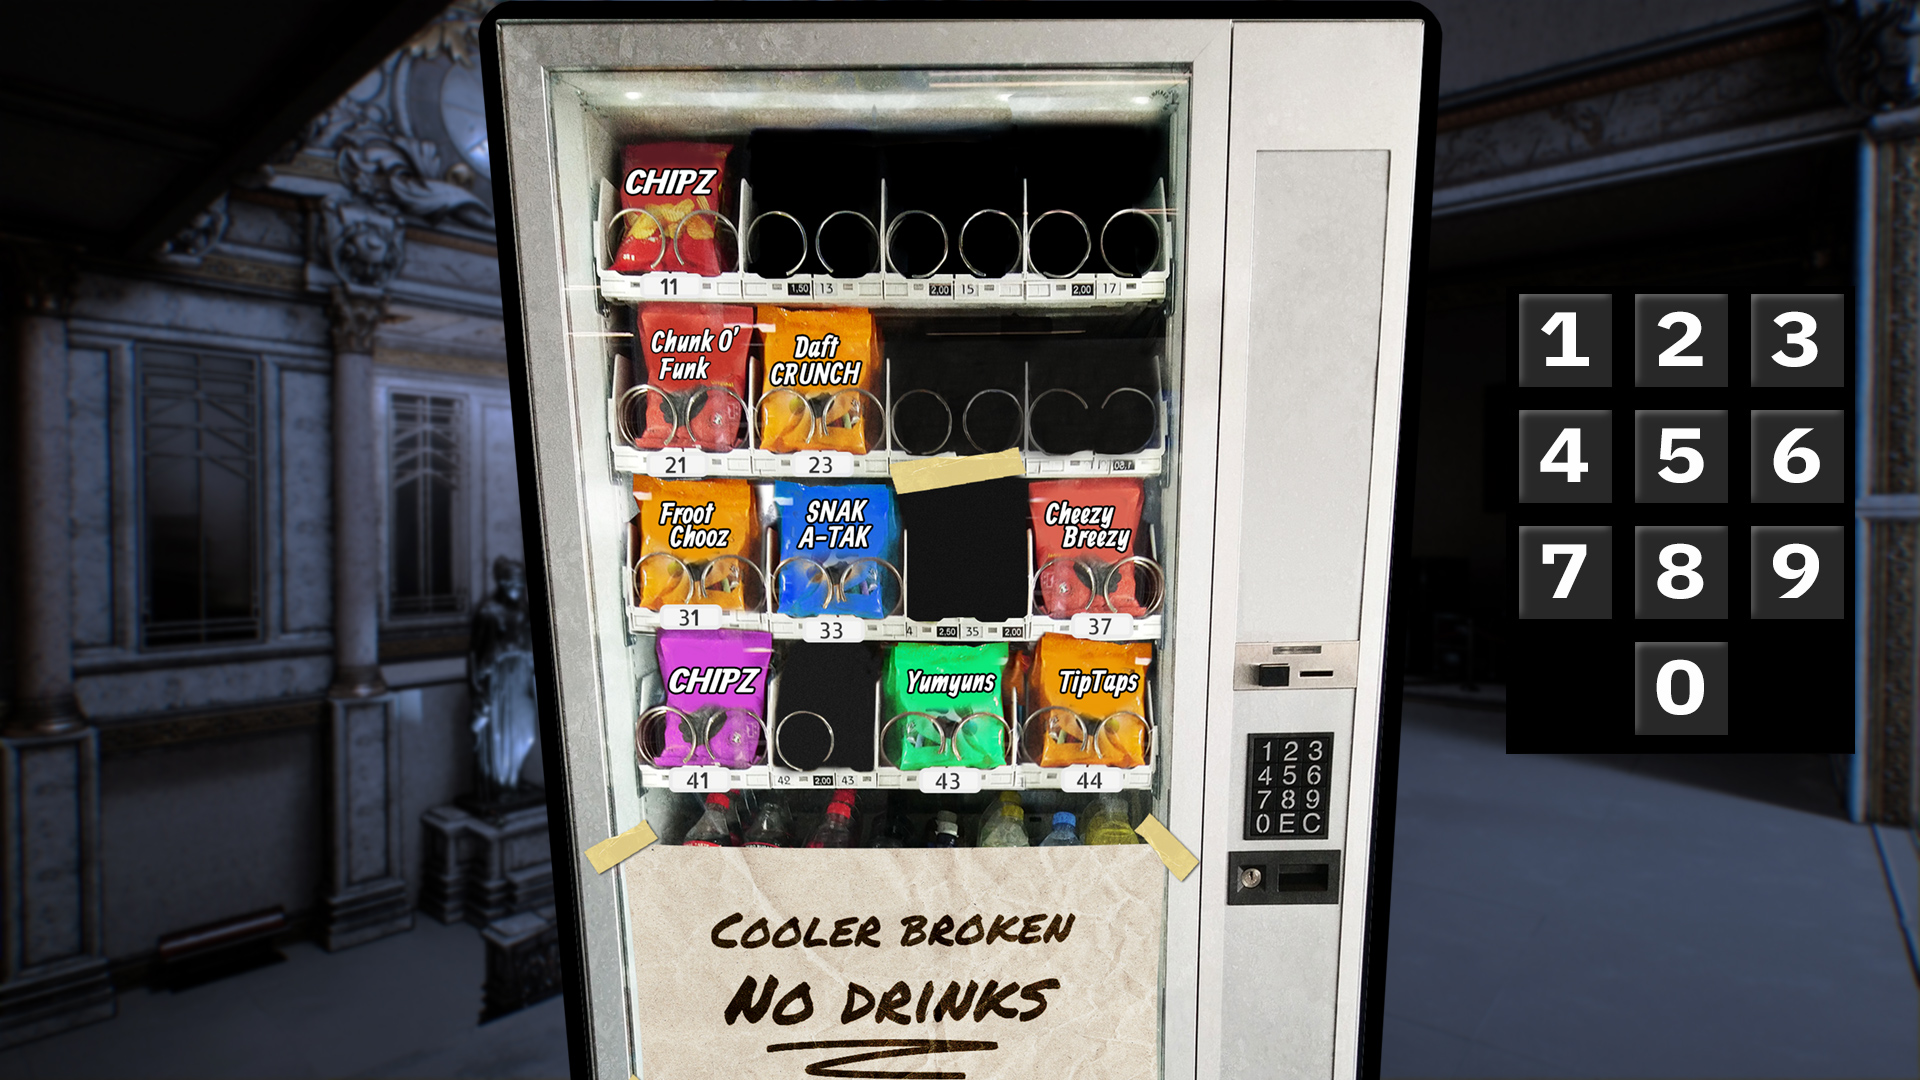 CHIPZ
11
1.50 13
2.00 15
2.00 17
Chunk O'
Funk
Daft
CRUNCH
21
23
Froot
Chooz
SNAK
A-TAK
Cheezy
Breezy
31
33
4 2.50 35 2.00
37
CHIPZ
Yumyuns
TipTaps
41
42 2.00 43
43
44
COOLER BROKEN
NO DRINKS
1 2 3
4 5 6
7 8 9
0 E C
1 2 3
4 5 6
7 8 9
0